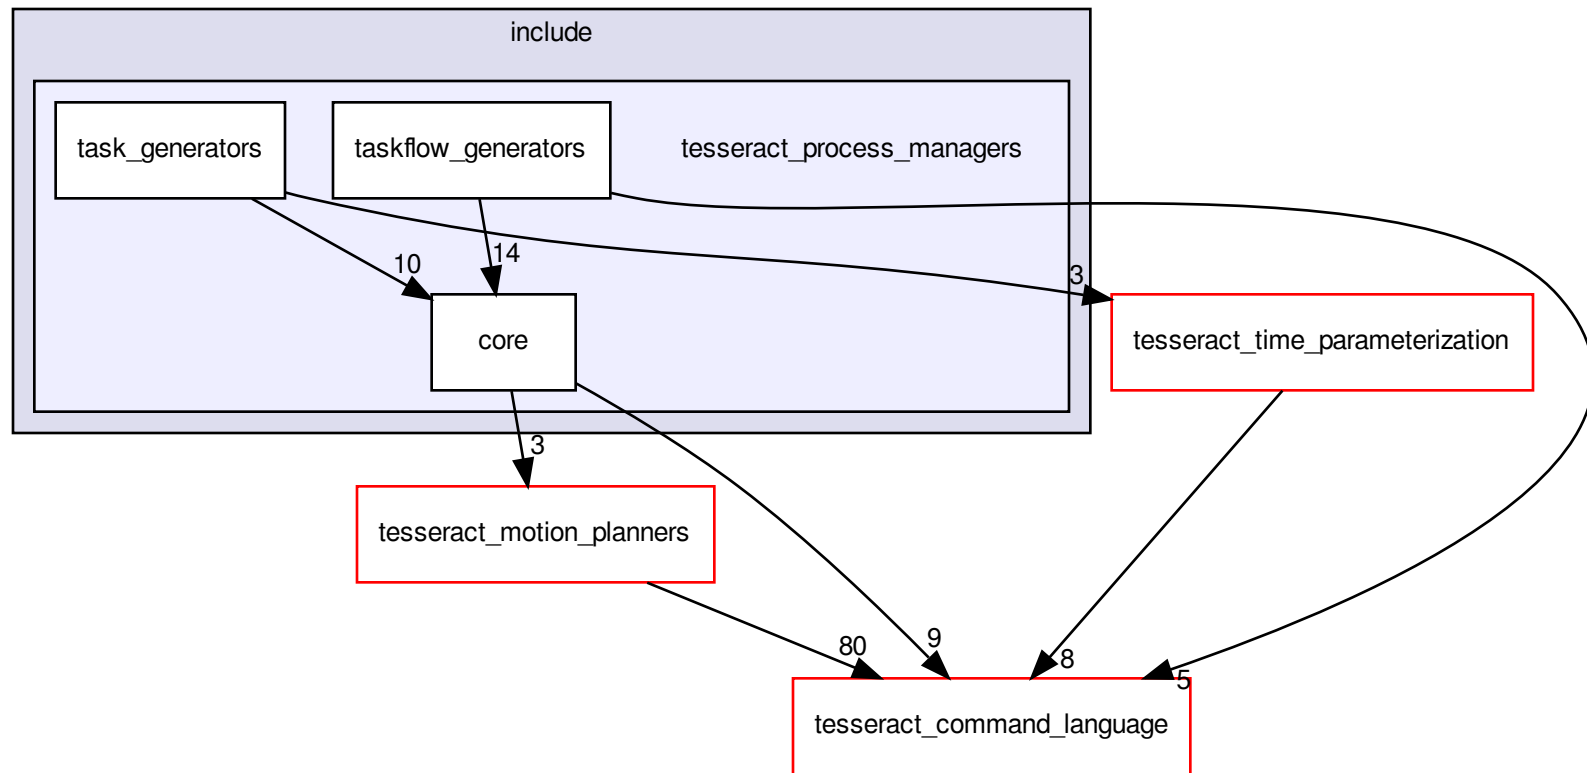 include
task_generators
taskflow_generators
tesseract_process_managers
10
14
3
core
tesseract_time_parameterization
3
tesseract_motion_planners
80
9
8
5
tesseract_command_language